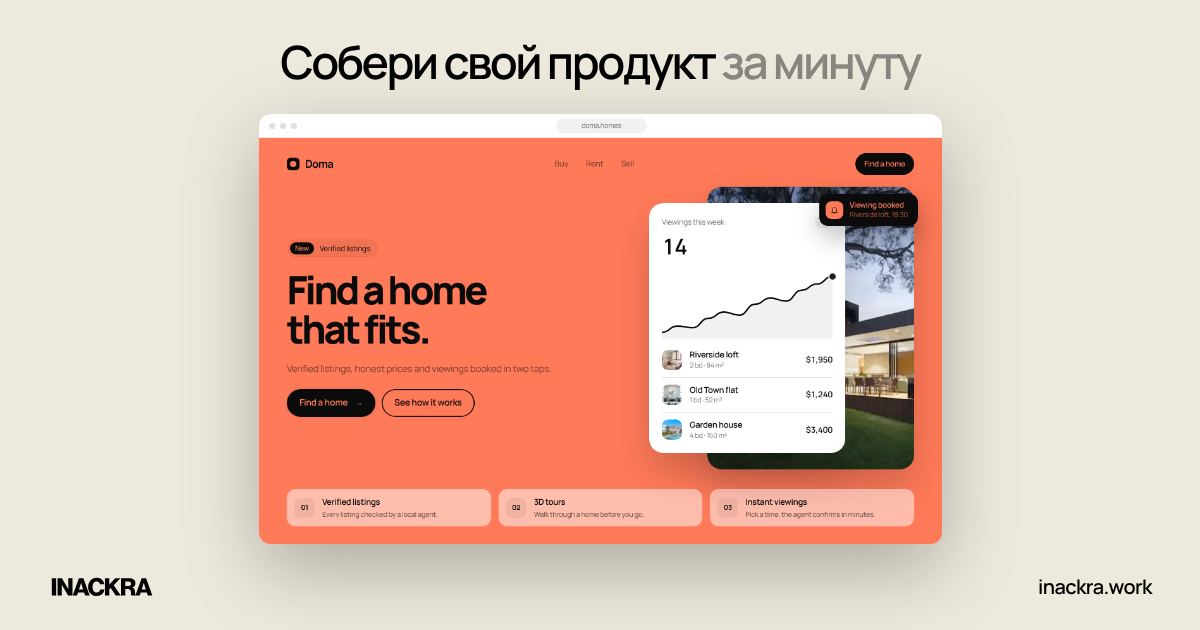 Собери свой продукт за минуту
doma.homes
Doma
Buy Rent Sell
Find a home
Viewing booked
Riverside loft, 18:30
Viewings this week
14
New Verified listings
Find a home
that fits.
Verified listings, honest prices and viewings booked in two taps.
Find a home →
See how it works
Riverside loft
2 bd · 84 m²
$1,950
Old Town flat
1 bd · 52 m²
$1,240
Garden house
4 bd · 160 m²
$3,400
01
Verified listings
Every listing checked by a local agent.
02
3D tours
Walk through a home before you go.
03
Instant viewings
Pick a time, the agent confirms in minutes.
INACKRA
inackra.work